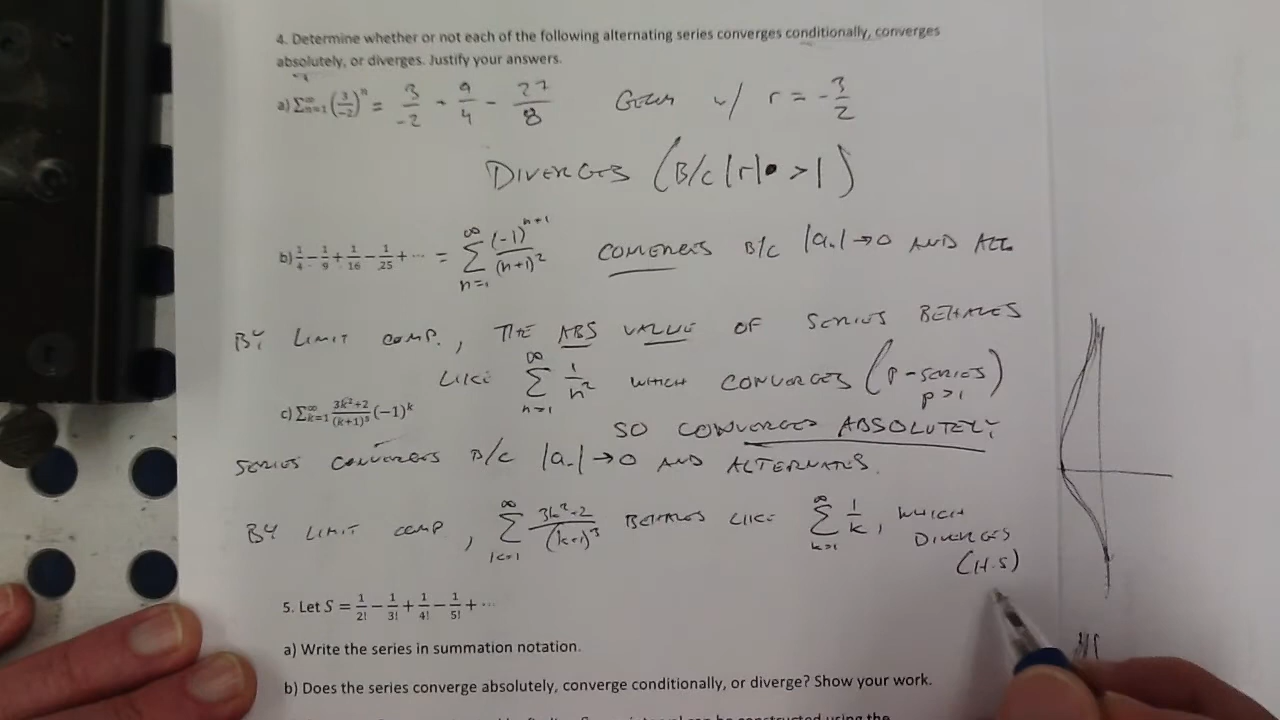 4. Determine whether or not each of the following alternating series converges conditionally, converges
absolutely, or diverges. Justify your answers.
a) ∑_{n=1}^{∞} (3/-2)^n = 3/-2 + 9/4 - 27/8 GEOM w/ r = -3/2
DIVERGES (B/C |r| > 1)
b) 1/4 - 1/9 + 1/16 - 1/25 + ⋯ = ∑_{n=1}^{∞} (-1)^{n+1}/(n+1)^2 CONVERGES B/C |aₙ| → 0 AND ALT.
BY LIMIT COMP., THE ABS VALUE OF SERIES BEHAVES
LIKE ∑_{n=1}^{∞} 1/n^2 WHICH CONVERGES (P-SERIES) p>1
c) ∑_{k=1}^{∞} (3k²+2)/(k+1)³ (-1)^k
SO CONVERGES ABSOLUTELY
SERIES CONVERGES B/C |aₙ| → 0 AND ALTERNATES.
BY LIMIT COMP, ∑_{k=1}^{∞} (3k²+2)/(k+1)³ BEHAVES LIKE ∑_{k=1}^{∞} 1/k, WHICH
DIVERGES
(H.S)
5. Let S = 1/2! - 1/3! + 1/4! - 1/5! + ⋯
a) Write the series in summation notation.
b) Does the series converge absolutely, converge conditionally, or diverge? Show your work.